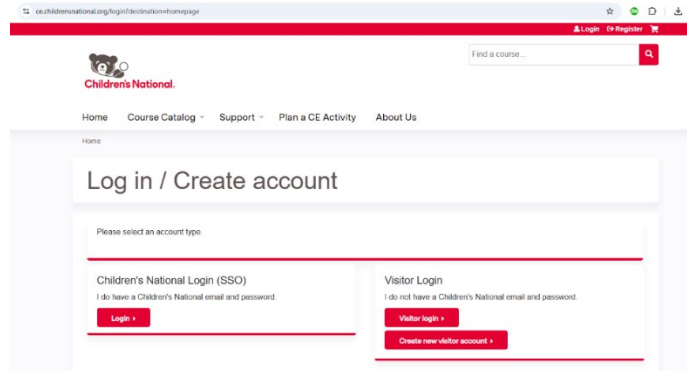 ce.childrensnational.org/login?destination=homepage
Login Register
Find a course...
Children's National.
Home Course Catalog Support Plan a CE Activity About Us
Home
Log in / Create account
Please select an account type.
Children's National Login (SSO)
I do have a Children's National email and password.
Login ›
Visitor Login
I do not have a Children's National email and password.
Visitor login ›
Create new visitor account ›